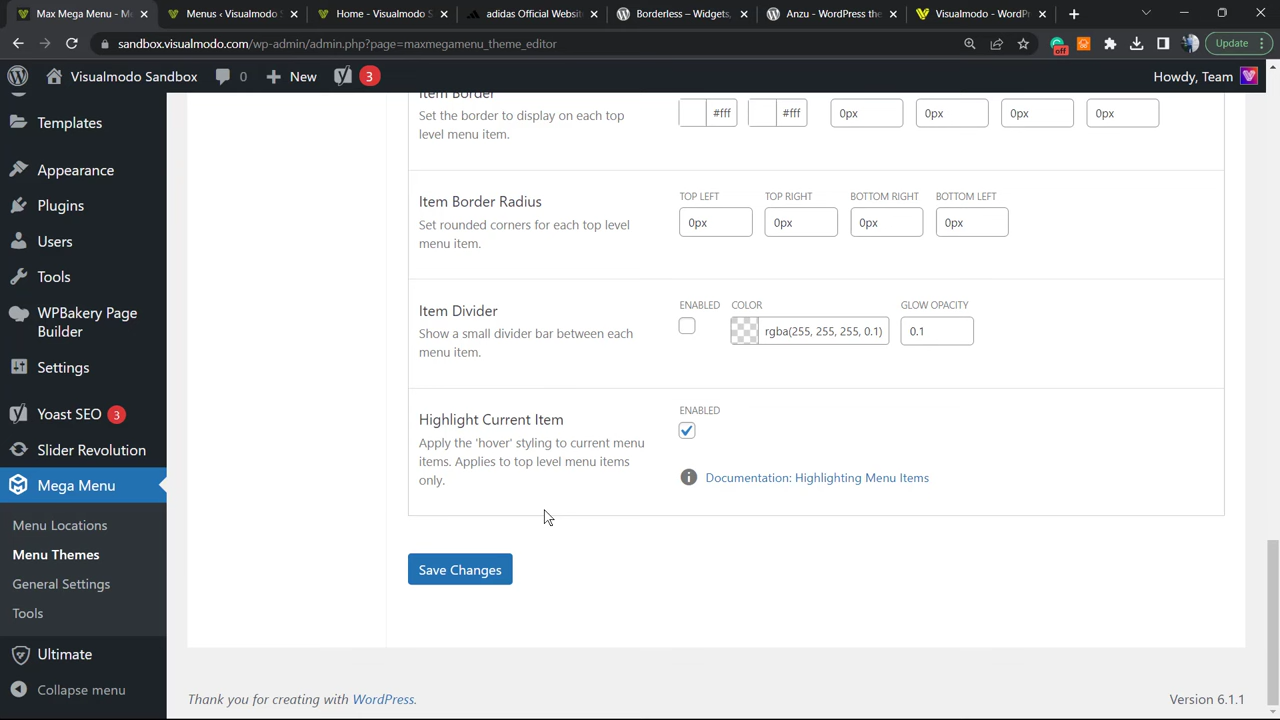 Max Mega Menu - M
Menus ‹ Visualmodo S
Home - Visualmodo S
adidas Official Websit
Borderless – Widgets,
Anzu - WordPress the
Visualmodo - WordPr
sandbox.visualmodo.com/wp-admin/admin.php?page=maxmegamenu_theme_editor
off
Update
Visualmodo Sandbox
0
New
3
Howdy, Team
Templates
Appearance
Plugins
Users
Tools
WPBakery Page
Builder
Settings
Yoast SEO 3
Slider Revolution
Mega Menu
Menu Locations
Menu Themes
General Settings
Tools
Ultimate
Collapse menu
Item Border
Set the border to display on each top
level menu item.
#fff #fff 0px 0px 0px 0px
Item Border Radius
Set rounded corners for each top level
menu item.
TOP LEFT TOP RIGHT BOTTOM RIGHT BOTTOM LEFT
0px 0px 0px 0px
Item Divider
Show a small divider bar between each
menu item.
ENABLED COLOR GLOW OPACITY
rgba(255, 255, 255, 0.1) 0.1
Highlight Current Item
Apply the 'hover' styling to current menu
items. Applies to top level menu items
only.
ENABLED
Documentation: Highlighting Menu Items
Save Changes
Thank you for creating with WordPress.
Version 6.1.1